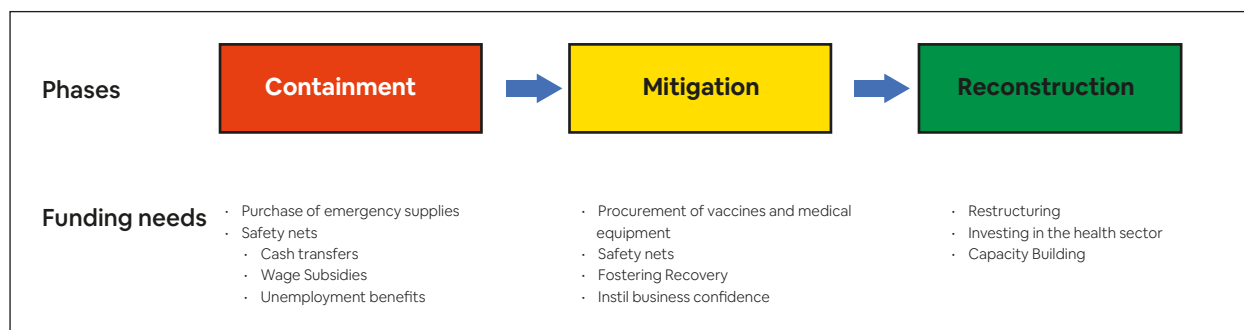 Phases
Containment
Mitigation
Reconstruction
Funding needs
· Purchase of emergency supplies
· Safety nets
· Cash transfers
· Wage Subsidies
· Unemployment benefits
· Procurement of vaccines and medical
equipment
· Safety nets
· Fostering Recovery
· Instil business confidence
· Restructuring
· Investing in the health sector
· Capacity Building